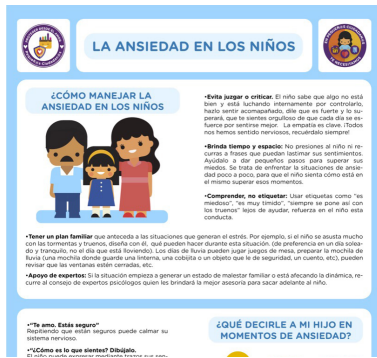 LA ANSIEDAD EN LOS NIÑOS
¿CÓMO MANEJAR LA
ANSIEDAD EN LOS NIÑOS
•Evita juzgar o criticar. El niño sabe que algo no está
bien y está luchando internamente por controlarlo,
hazlo sentir acompañado, dile que es fuerte y lo su-
perará, que te sientes orgulloso de que cada día se es-
fuerce por sentirse mejor. La empatía es clave. ¡Todos
nos hemos sentido nerviosos, recuérdalo siempre!
•Brinda tiempo y espacio: No presiones al niño ni re-
curras a frases que puedan lastimar sus sentimientos.
Ayúdalo a dar pequeños pasos para superar sus
miedos. Se trata de enfrentar la situaciones de ansie-
dad poco a poco, para que el niño sienta cómo está en
el mismo superar esos momentos.
•Comprender, no etiquetar: Usar etiquetas como "es
miedoso", "es muy tímido", "siempre se pone así con
los truenos" lejos de ayudar, refuerza en el niño esta
conducta.
•Tener un plan familiar que anteceda a las situaciones que generan el estrés. Por ejemplo, si el niño se asusta mucho
con las tormentas y truenos, diseña con él, qué pueden hacer durante esta situación. (de preferencia en un día solea-
do y tranquilo, no el día que está lloviendo). Los días de lluvia pueden jugar juegos de mesa, preparar la mochila de
lluvia (una mochila donde guarde una linterna, una cobijita o un objeto que le de seguridad, un cuento, etc), pueden
revisar que las ventanas estén cerradas, etc.
•Apoyo de expertos: Si la situación empieza a generar un estado de malestar familiar o está afectando la dinámica, re-
curre al consejo de expertos psicólogos quien les brindará la mejor asesoría para sacar adelante al niño.
•"Te amo. Estás seguro"
Repitiendo que están seguros puede calmar su
sistema nervioso.
•"¿Cómo es lo que sientes? Dibújalo.
El niño puede expresar mediante trazos sus sen-
¿QUÉ DECIRLE A MI HIJO EN
MOMENTOS DE ANSIEDAD?